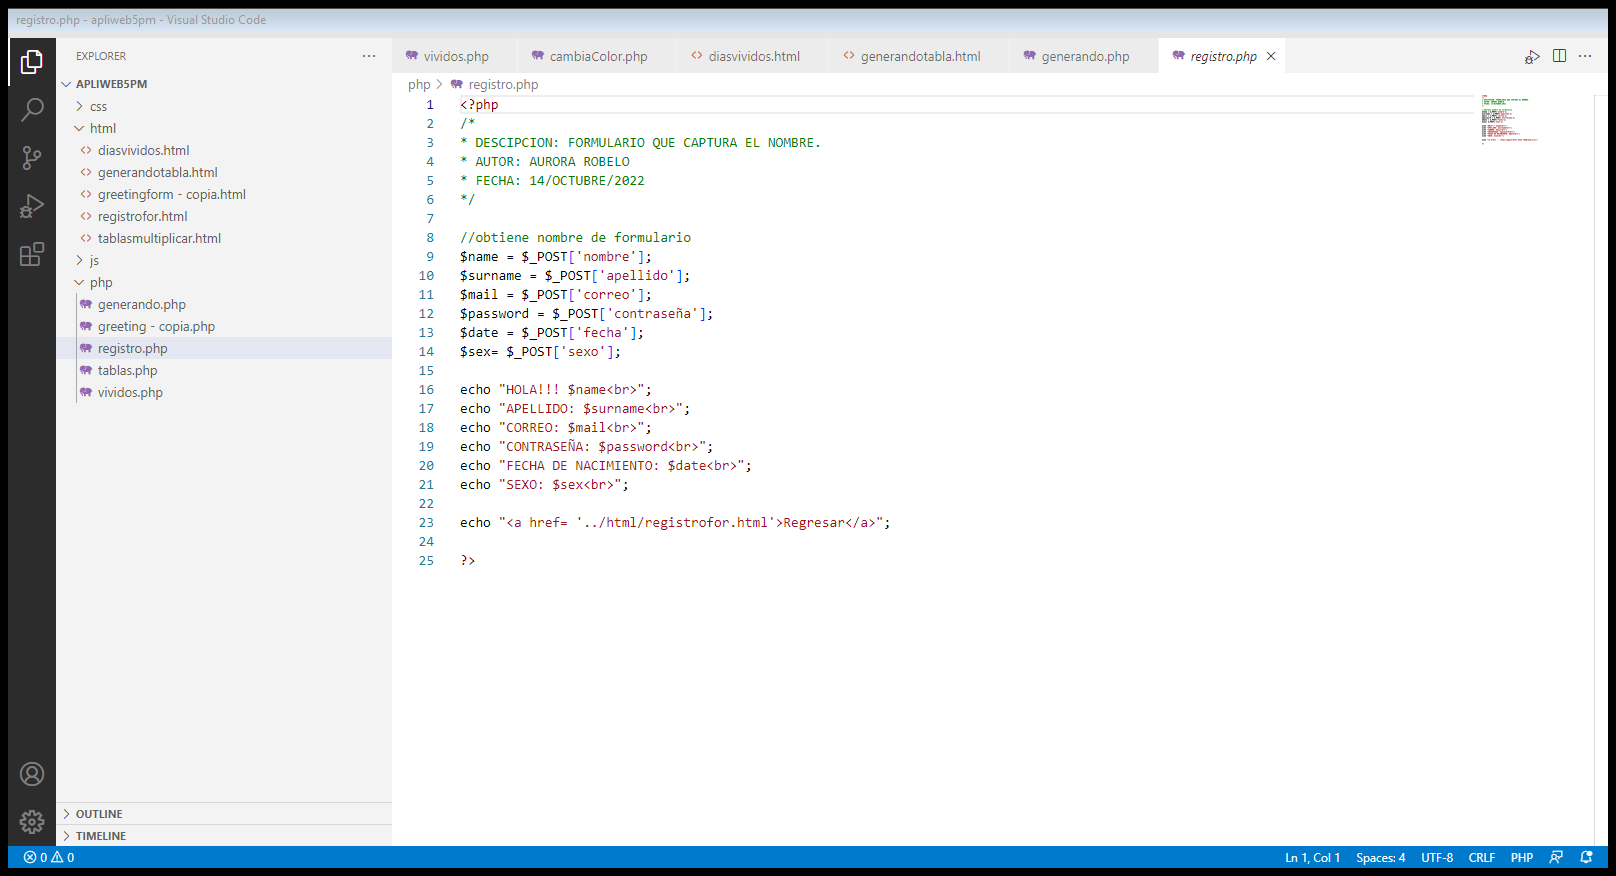 registro.php - apliweb5pm - Visual Studio Code
EXPLORER
APLIWEB5PM
css
html
diasvividos.html
generandotabla.html
greetingform - copia.html
registrofor.html
tablasmultiplicar.html
js
php
generando.php
greeting - copia.php
registro.php
tablas.php
vividos.php
OUTLINE
TIMELINE
vividos.php
cambiaColor.php
diasvividos.html
generandotabla.html
generando.php
registro.php
php > registro.php
1 <?php
2 /*
3 * DESCIPCION: FORMULARIO QUE CAPTURA EL NOMBRE.
4 * AUTOR: AURORA ROBELO
5 * FECHA: 14/OCTUBRE/2022
6 */
7
8 //obtiene nombre de formulario
9 $name = $_POST['nombre'];
10 $surname = $_POST['apellido'];
11 $mail = $_POST['correo'];
12 $password = $_POST['contraseña'];
13 $date = $_POST['fecha'];
14 $sex= $_POST['sexo'];
15
16 echo "HOLA!!! $name<br>";
17 echo "APELLIDO: $surname<br>";
18 echo "CORREO: $mail<br>";
19 echo "CONTRASEÑA: $password<br>";
20 echo "FECHA DE NACIMIENTO: $date<br>";
21 echo "SEXO: $sex<br>";
22
23 echo "<a href= '../html/registrofor.html'>Regresar</a>";
24
25 ?>
0 0
Ln 1, Col 1 Spaces: 4 UTF-8 CRLF PHP